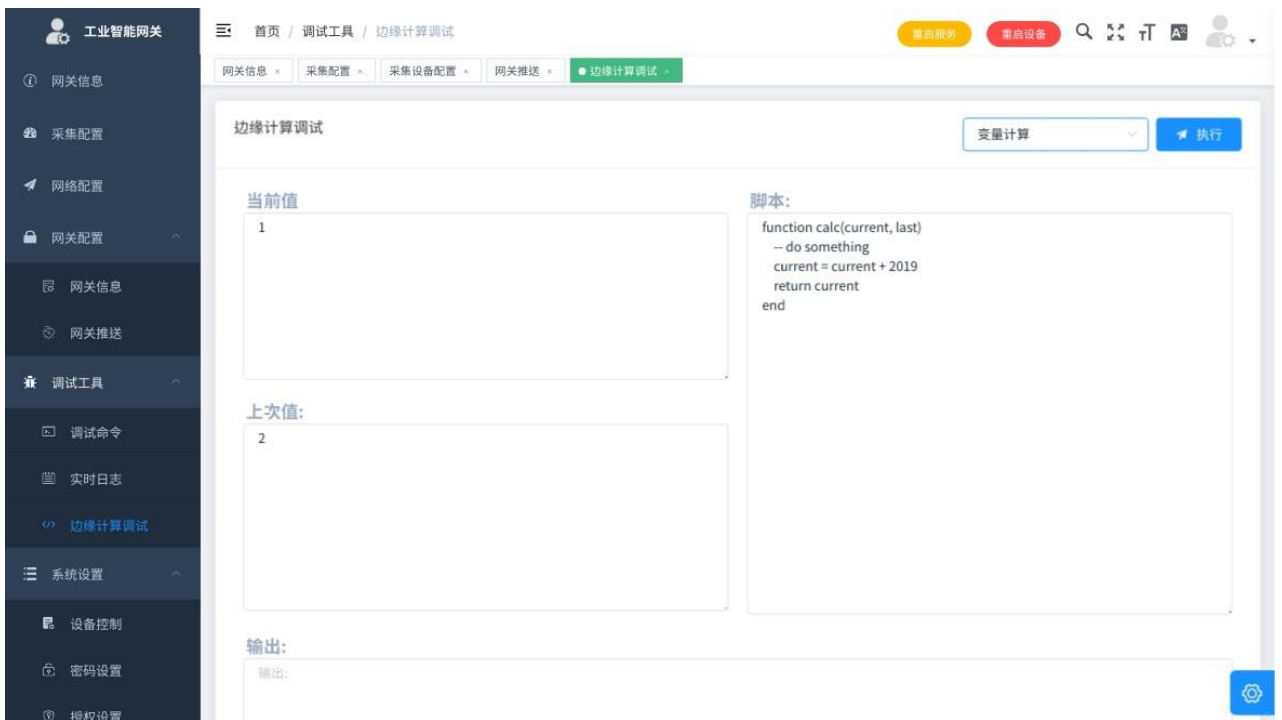 工业智能网关
首页 / 调试工具 / 边缘计算调试
重启服务
重启设备
网关信息 ×
采集配置 ×
采集设备配置 ×
网关推送 ×
边缘计算调试 ×
网关信息
采集配置
网络配置
网关配置
网关信息
网关推送
调试工具
调试命令
实时日志
边缘计算调试
系统设置
设备控制
密码设置
授权设置
边缘计算调试
变量计算
执行
当前值
1
上次值:
2
脚本:
function calc(current, last)
-- do something
current = current + 2019
return current
end
输出:
输出: